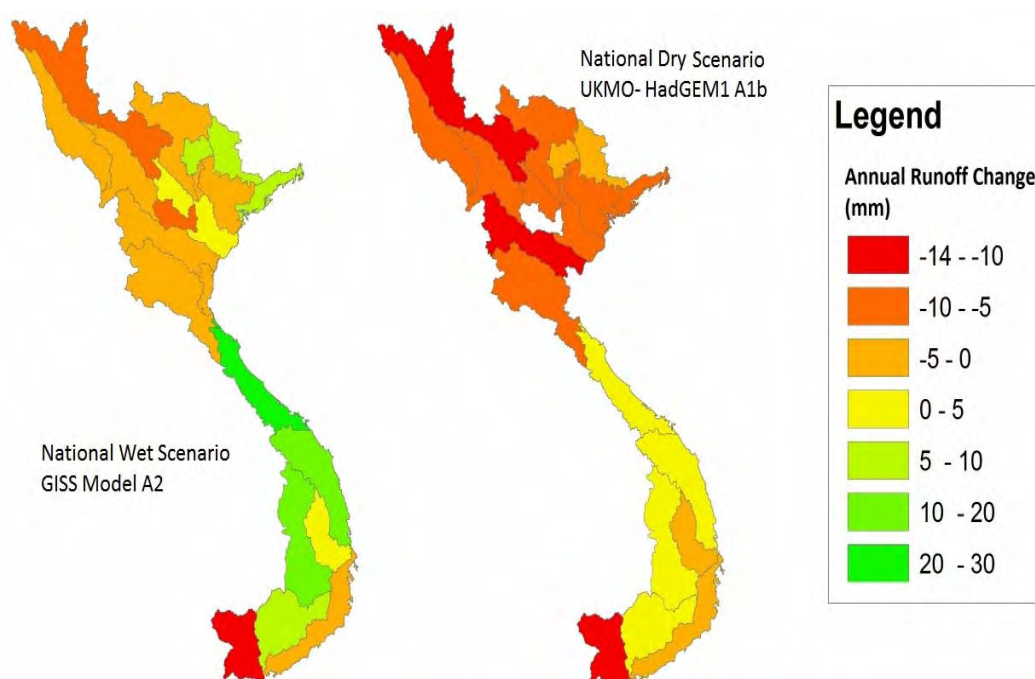 National Dry Scenario
UKMO- HadGEM1 A1b
National Wet Scenario
GISS Model A2
Legend
Annual Runoff Change
(mm)
-14 - -10
-10 - -5
-5 - 0
0 - 5
5 - 10
10 - 20
20 - 30